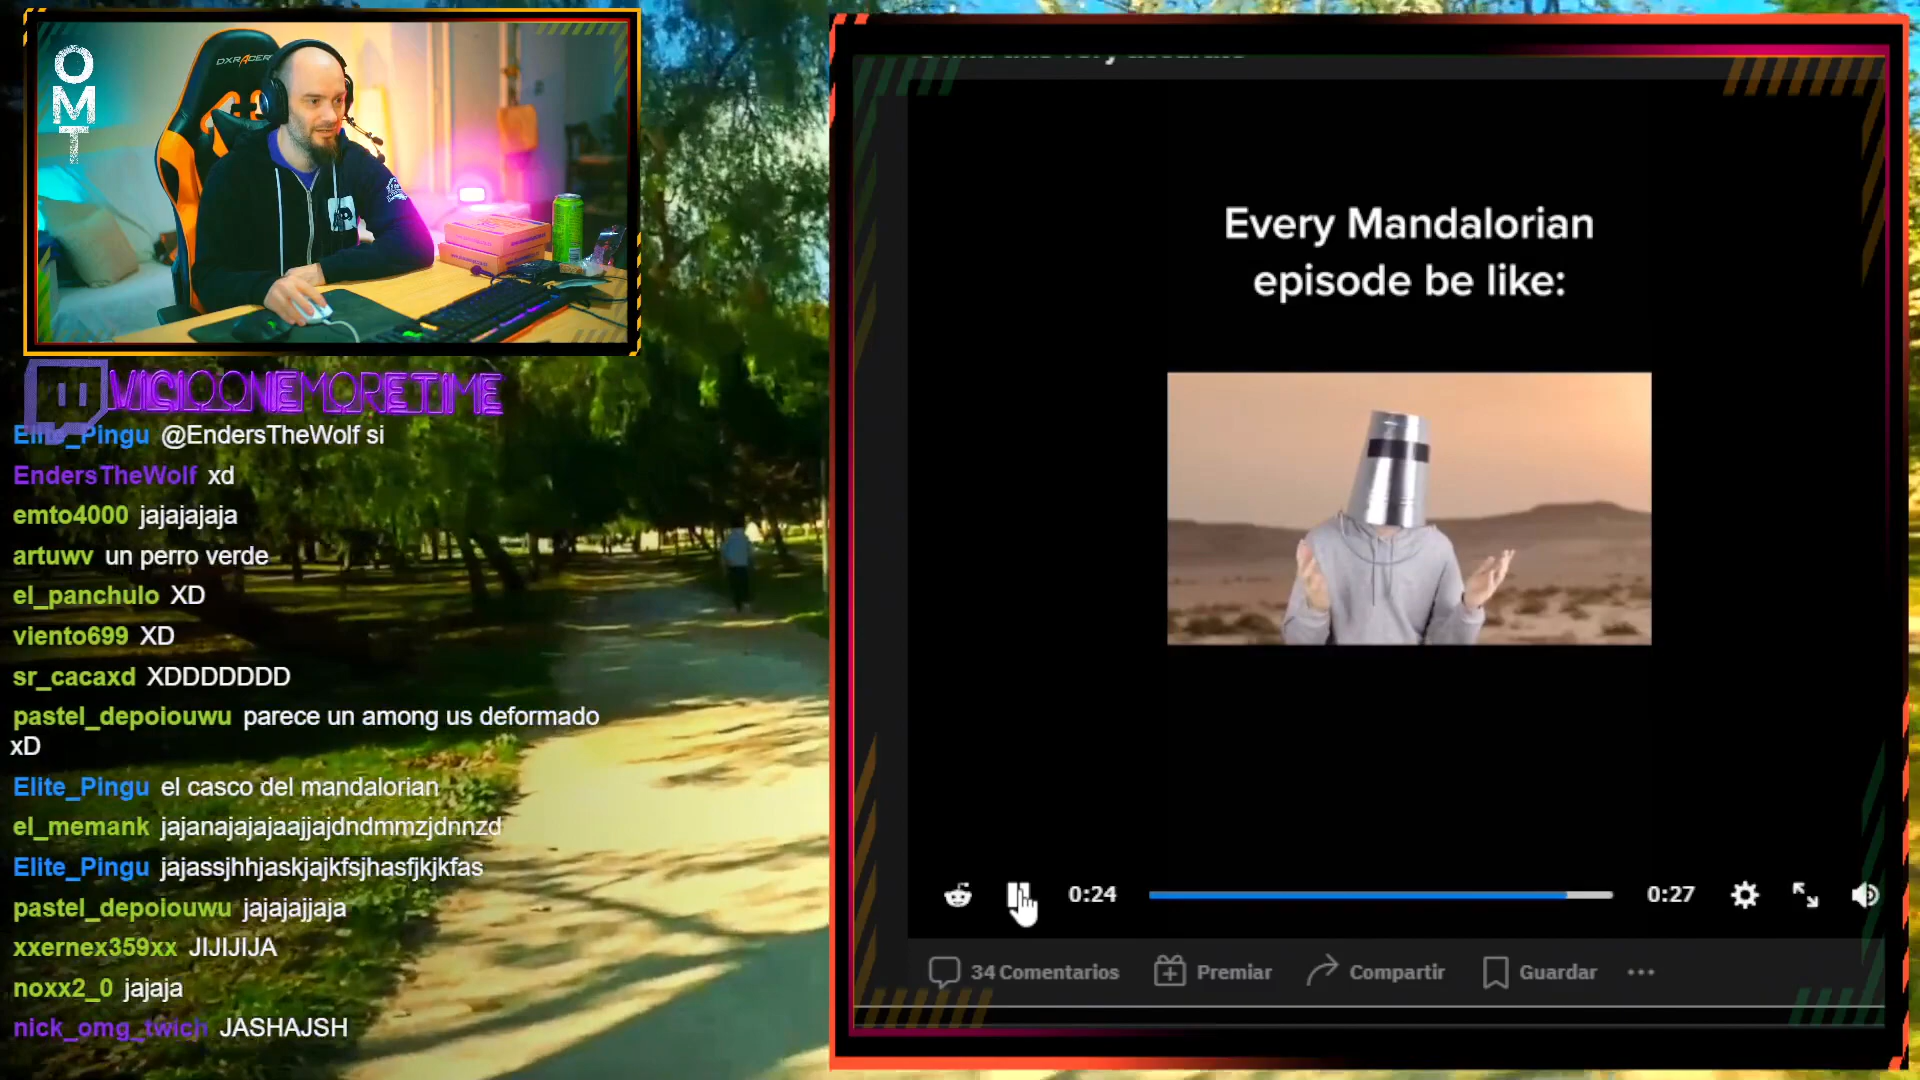 OMT
DXRACER
VICIOONEMORETIME
Elite_Pingu @EndersTheWolf si
EndersTheWolf xd
emto4000 jajajajaja
artuwv un perro verde
el_panchulo XD
viento699 XD
sr_cacaxd XDDDDDDD
pastel_depoiouwu parece un among us deformado
xD
Elite_Pingu el casco del mandalorian
el_memank jajanajajajaajjajdndmmzjdnnzd
Elite_Pingu jajassjhhjaskjajkfsjhasfjkjkfas
pastel_depoiouwu jajajajjaja
xxernex359xx JIJIJIJA
noxx2_0 jajaja
nick_omg_twich JASHAJSH
Every Mandalorian
episode be like:
0:24 0:27
34 Comentarios Premiar Compartir Guardar